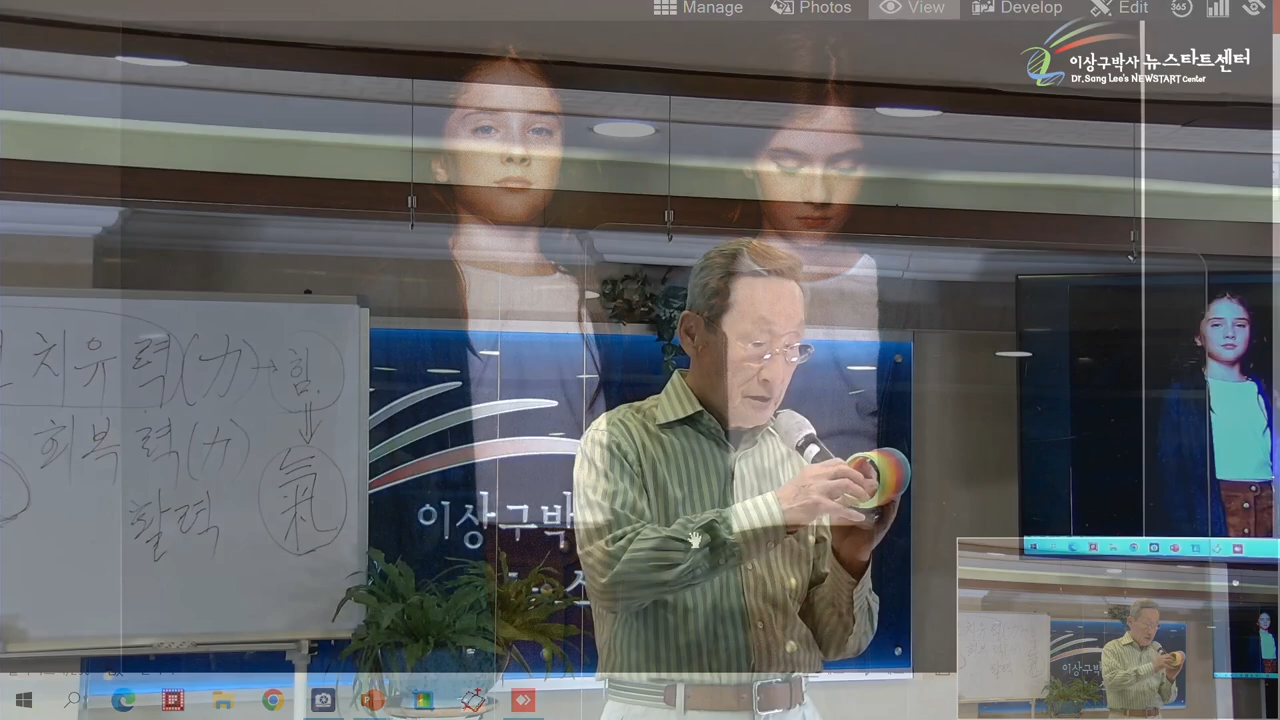 Manage Photos View Develop Edit 365
이상구박사 뉴스타트센터
Dr. Sang Lee's NEWSTART Center
치유력(力)→힘.
회복력(力)
氣
활력
이상구박